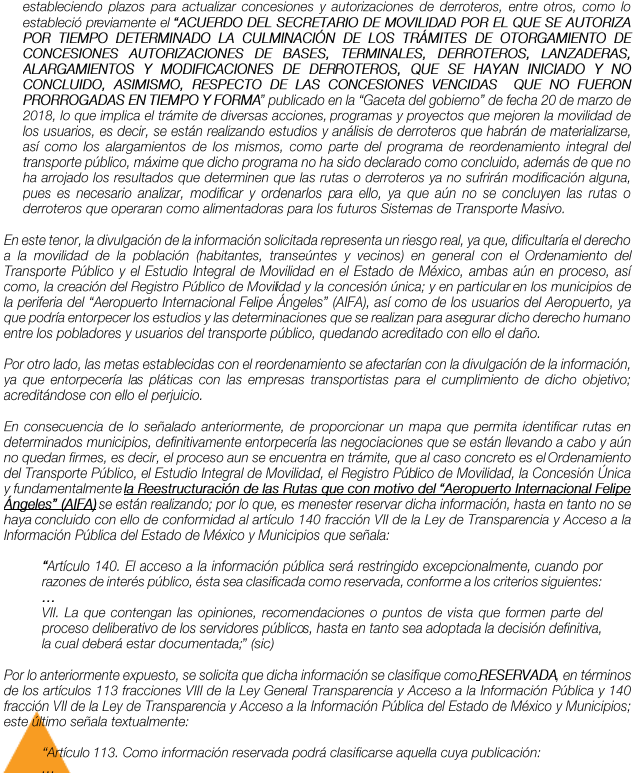 estableciendo plazos para actualizar concesiones y autorizaciones de derroteros, entre otros, como lo
estableció previamente el "ACUERDO DEL SECRETARIO DE MOVILIDAD POR EL QUE SE AUTORIZA
POR TIEMPO DETERMINADO LA CULMINACIÓN DE LOS TRÁMITES DE OTORGAMIENTO DE
CONCESIONES AUTORIZACIONES DE BASES, TERMINALES, DERROTEROS, LANZADERAS,
ALARGAMIENTOS Y MODIFICACIONES DE DERROTEROS, QUE SE HAYAN INICIADO Y NO
CONCLUIDO, ASIMISMO, RESPECTO DE LAS CONCESIONES VENCIDAS QUE NO FUERON
PRORROGADAS EN TIEMPO Y FORMA" publicado en la "Gaceta del gobierno" de fecha 20 de marzo de
2018, lo que implica el trámite de diversas acciones, programas y proyectos que mejoren la movilidad de
los usuarios, es decir, se están realizando estudios y análisis de derroteros que habrán de materializarse,
así como los alargamientos de los mismos, como parte del programa de reordenamiento integral del
transporte público, máxime que dicho programa no ha sido declarado como concluido, además de que no
ha arrojado los resultados que determinen que las rutas o derroteros ya no sufrirán modificación alguna,
pues es necesario analizar, modificar y ordenarlos para ello, ya que aún no se concluyen las rutas o
derroteros que operaran como alimentadoras para los futuros Sistemas de Transporte Masivo.
En este tenor, la divulgación de la información solicitada representa un riesgo real, ya que, dificultaría el derecho
a la movilidad de la población (habitantes, transeúntes y vecinos) en general con el Ordenamiento del
Transporte Público y el Estudio Integral de Movilidad en el Estado de México, ambas aún en proceso, así
como, la creación del Registro Público de Movilidad y la concesión única; y en particular en los municipios de
la periferia del "Aeropuerto Internacional Felipe Ángeles" (AIFA), así como de los usuarios del Aeropuerto, ya
que podría entorpecer los estudios y las determinaciones que se realizan para asegurar dicho derecho humano
entre los pobladores y usuarios del transporte público, quedando acreditado con ello el daño.
Por otro lado, las metas establecidas con el reordenamiento se afectarían con la divulgación de la información,
ya que entorpecería las pláticas con las empresas transportistas para el cumplimiento de dicho objetivo;
acreditándose con ello el perjuicio.
En consecuencia de lo señalado anteriormente, de proporcionar un mapa que permita identificar rutas en
determinados municipios, definitivamente entorpecería las negociaciones que se están llevando a cabo y aún
no quedan firmes, es decir, el proceso aun se encuentra en trámite, que al caso concreto es el Ordenamiento
del Transporte Público, el Estudio Integral de Movilidad, el Registro Público de Movilidad, la Concesión Única
y fundamentalmente la Reestructuración de las Rutas que con motivo del "Aeropuerto Internacional Felipe
Ángeles" (AIFA) se están realizando; por lo que, es menester reservar dicha información, hasta en tanto no se
haya concluido con ello de conformidad al artículo 140 fracción VII de la Ley de Transparencia y Acceso a la
Información Pública del Estado de México y Municipios que señala:
"Artículo 140. El acceso a la información pública será restringido excepcionalmente, cuando por
razones de interés público, ésta sea clasificada como reservada, conforme a los criterios siguientes:
…
VII. La que contengan las opiniones, recomendaciones o puntos de vista que formen parte del
proceso deliberativo de los servidores públicos, hasta en tanto sea adoptada la decisión definitiva,
la cual deberá estar documentada;" (sic)
Por lo anteriormente expuesto, se solicita que dicha información se clasifique como RESERVADA, en términos
de los artículos 113 fracciones VIII de la Ley General Transparencia y Acceso a la Información Pública y 140
fracción VII de la Ley de Transparencia y Acceso a la Información Pública del Estado de México y Municipios;
este último señala textualmente:
"Artículo 113. Como información reservada podrá clasificarse aquella cuya publicación:
…